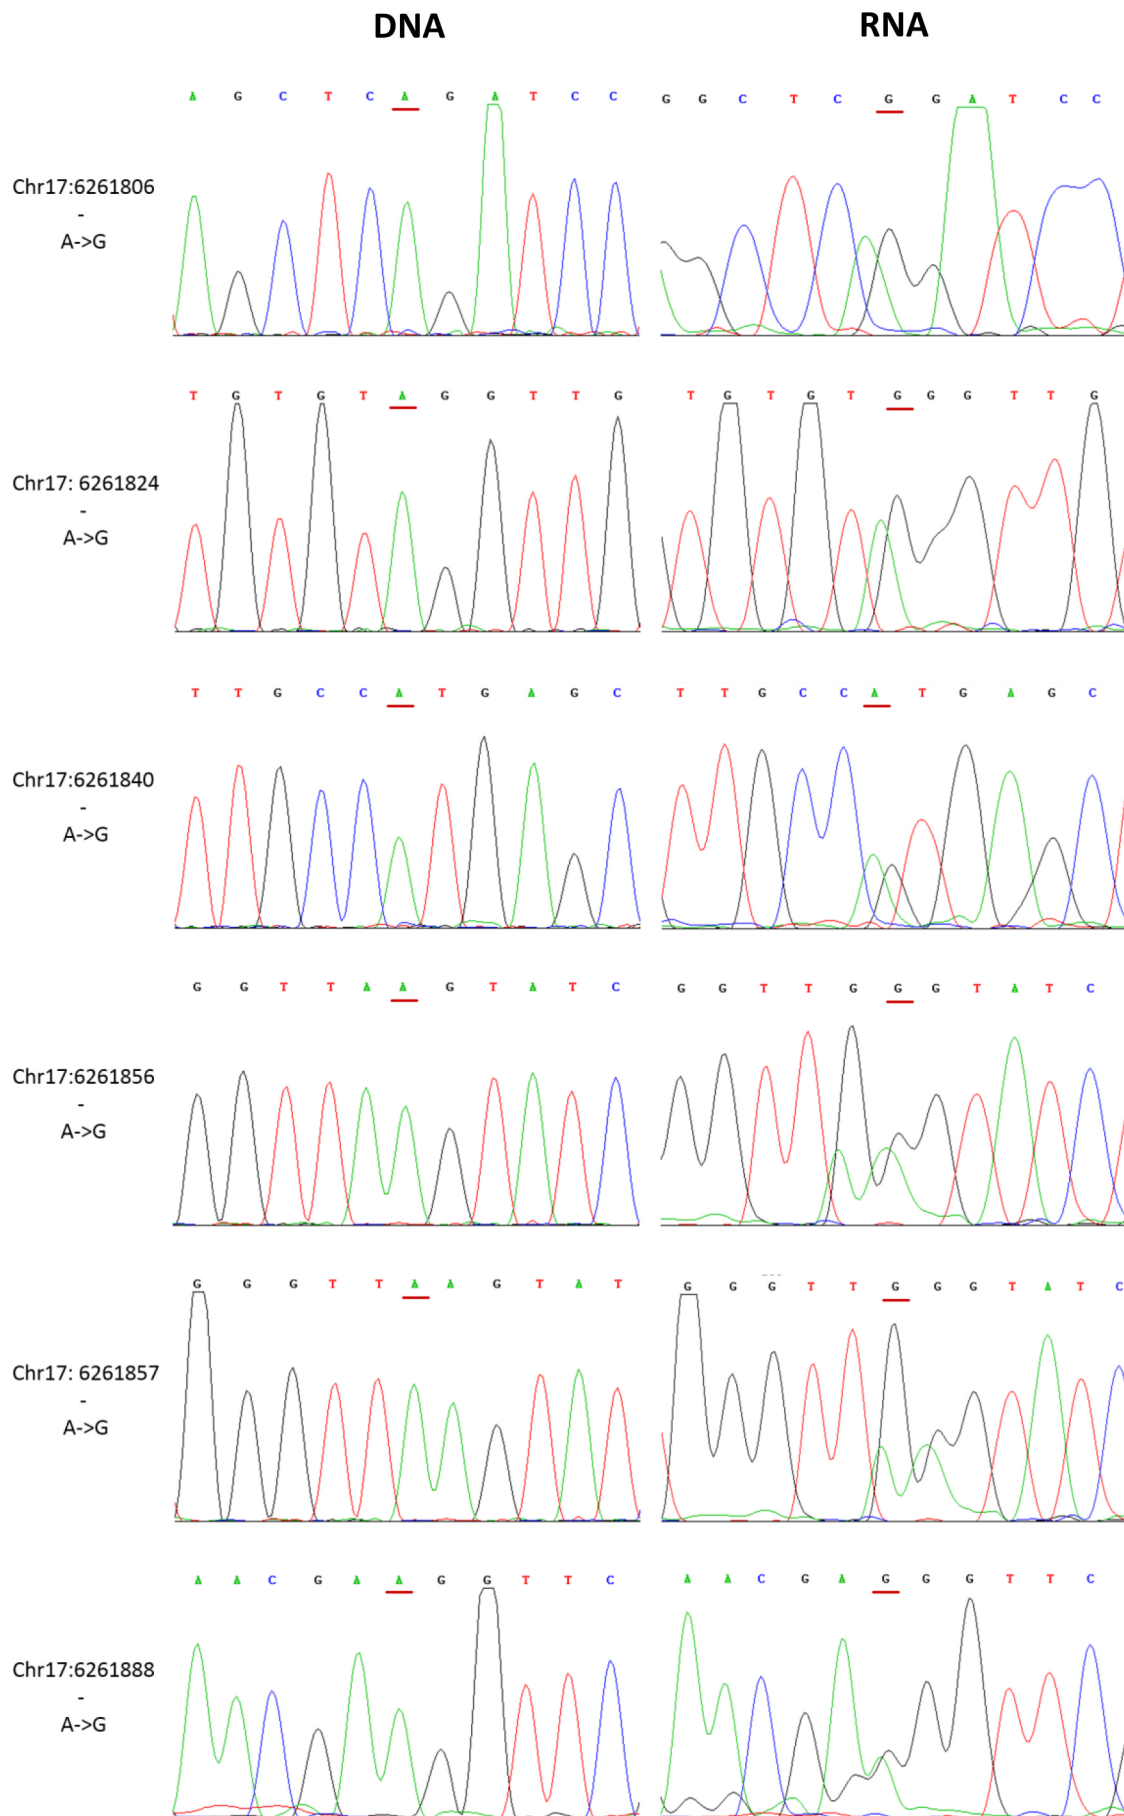 DNA RNA
A G C T C A G A T C C G G C T C G G A T C C
Chr17:6261806
-
A->G
T G T G T A G G T T G T G T G T G G G T T G
Chr17: 6261824
-
A->G
T T G C C A T G A G C T T G C C A T G A G C
Chr17:6261840
-
A->G
G G T T A A G T A T C G G T T G G G T A T C
Chr17:6261856
-
A->G
G G G T T A A G T A T G G G T T G G G T A T C
Chr17: 6261857
-
A->G
A A C G A A G G T T C A A C G A G G G T T C
Chr17:6261888
-
A->G